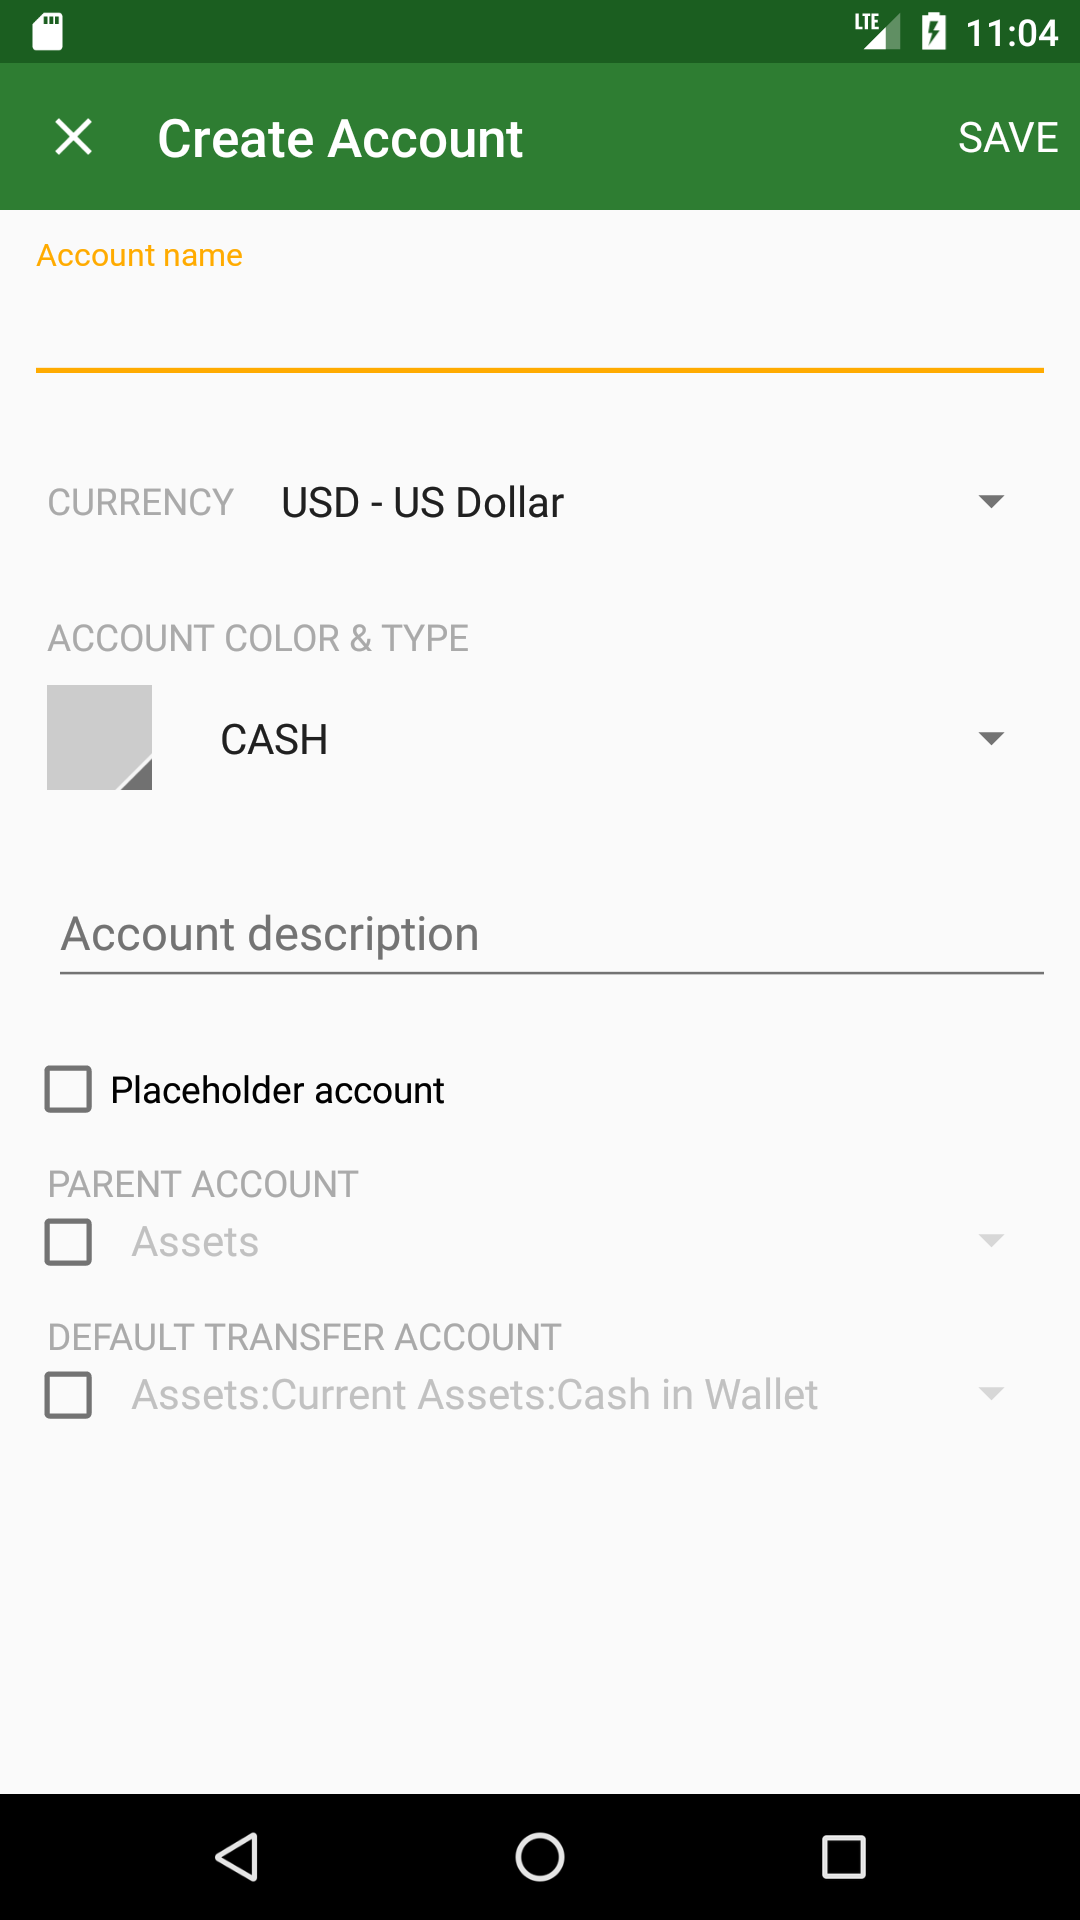 LTE 11:04
Create Account SAVE
Account name
CURRENCY USD - US Dollar
ACCOUNT COLOR & TYPE
CASH
Account description
Placeholder account
PARENT ACCOUNT
Assets
DEFAULT TRANSFER ACCOUNT
Assets:Current Assets:Cash in Wallet